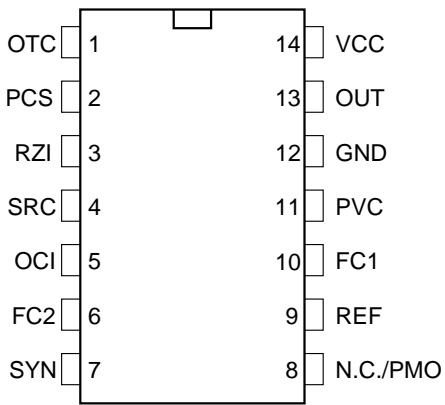 OTC 1 14 VCC
PCS 2 13 OUT
RZI 3 12 GND
SRC 4 11 PVC
OCI 5 10 FC1
FC2 6 9 REF
SYN 7 8 N.C./PMO